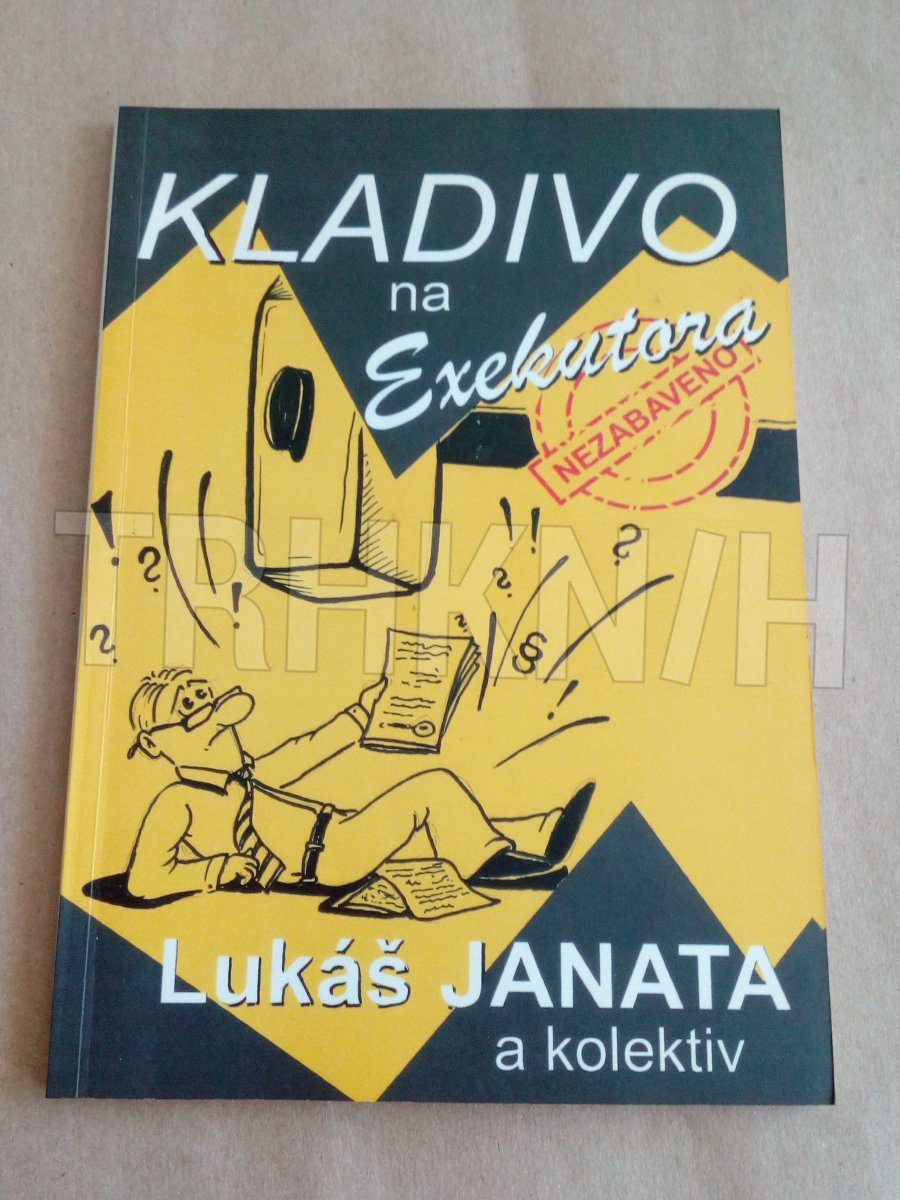 KLADIVO
na
Exekutora
NEZABAVENO
TRHKNIH
Lukáš JANATA
a kolektiv